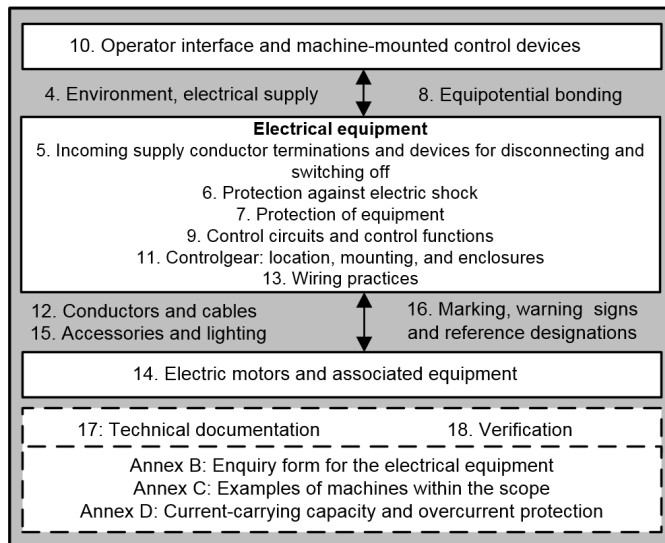 10. Operator interface and machine-mounted control devices
4. Environment, electrical supply
8. Equipotential bonding
Electrical equipment
5. Incoming supply conductor terminations and devices for disconnecting and
switching off
6. Protection against electric shock
7. Protection of equipment
9. Control circuits and control functions
11. Controlgear: location, mounting, and enclosures
13. Wiring practices
12. Conductors and cables
15. Accessories and lighting
16. Marking, warning signs
and reference designations
14. Electric motors and associated equipment
17: Technical documentation
18. Verification
Annex B: Enquiry form for the electrical equipment
Annex C: Examples of machines within the scope
Annex D: Current-carrying capacity and overcurrent protection